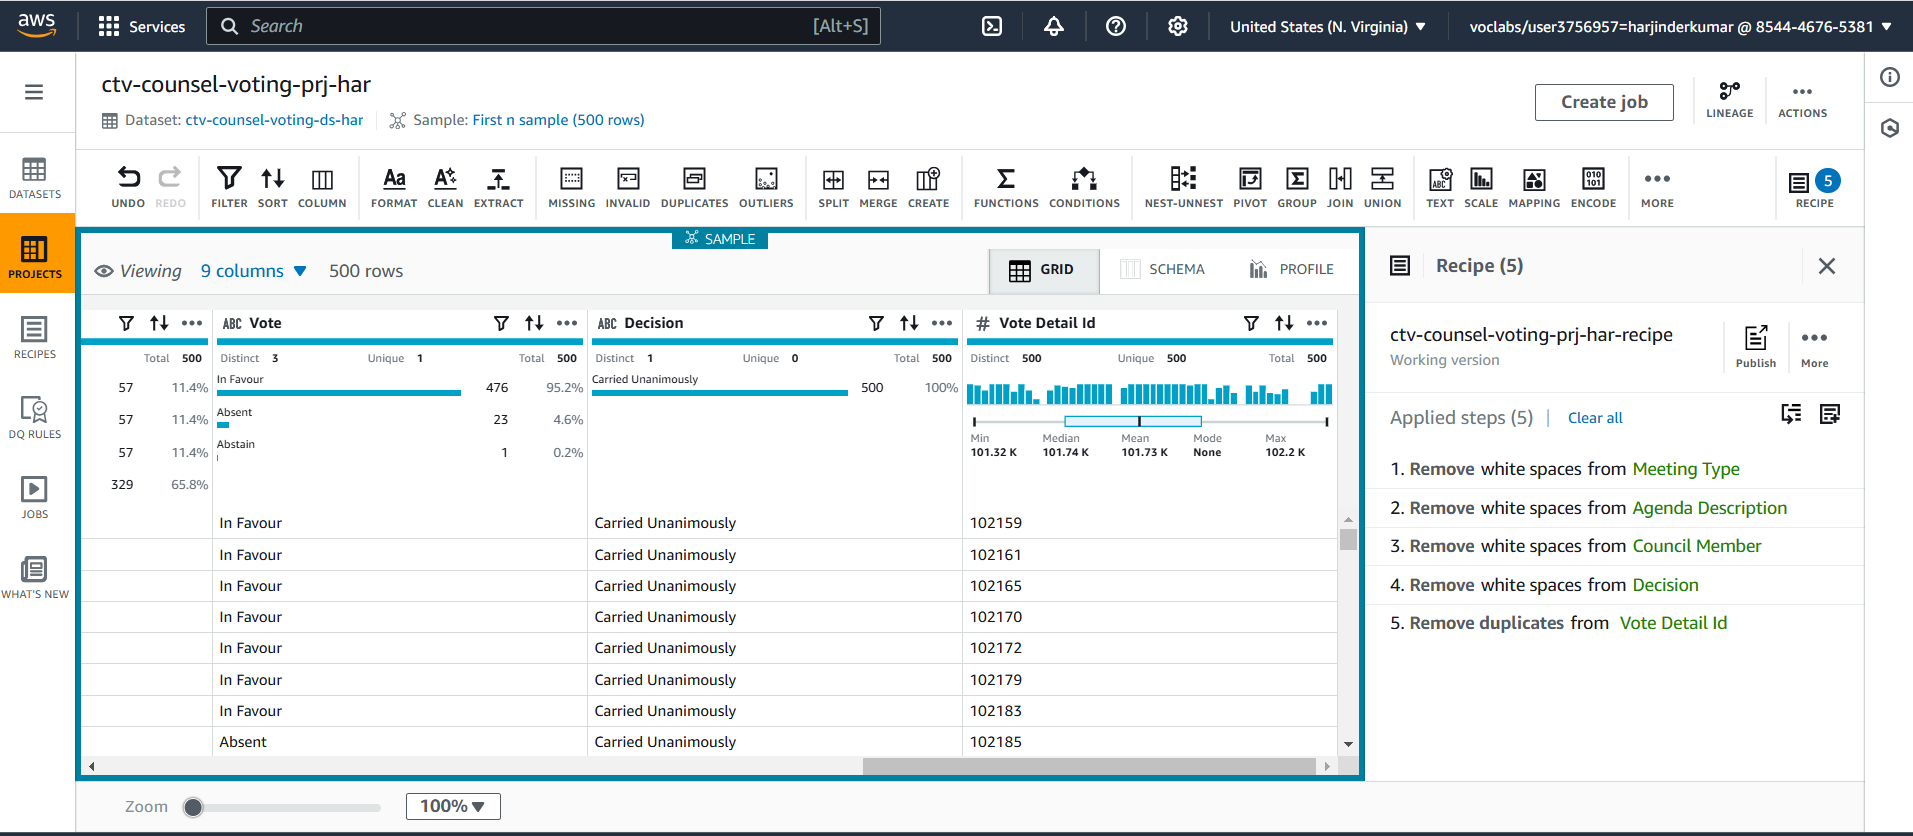 aws
Services
Search
[Alt+S]
United States (N. Virginia)
voclabs/user3756957=harjinderkumar @ 8544-4676-5381
ctv-counsel-voting-prj-har
Dataset: ctv-counsel-voting-ds-har
Sample: First n sample (500 rows)
Create job
LINEAGE
ACTIONS
DATASETS
PROJECTS
RECIPES
DQ RULES
JOBS
WHAT'S NEW
UNDO
REDO
FILTER
SORT
COLUMN
FORMAT
CLEAN
EXTRACT
MISSING
INVALID
DUPLICATES
OUTLIERS
SPLIT
MERGE
CREATE
FUNCTIONS
CONDITIONS
NEST-UNNEST
PIVOT
GROUP
JOIN
UNION
TEXT
SCALE
MAPPING
ENCODE
MORE
5
RECIPE
SAMPLE
Viewing
9 columns
500 rows
GRID
SCHEMA
PROFILE
ABC Vote
ABC Decision
# Vote Detail Id
Total 500
Distinct 3
Unique 1
Total 500
Distinct 1
Unique 0
Total 500
Distinct 500
Unique 500
Total 500
57 11.4%
57 11.4%
57 11.4%
329 65.8%
In Favour 476 95.2%
Absent 23 4.6%
Abstain 1 0.2%
Carried Unanimously 500 100%
Min
101.32 K
Median
101.74 K
Mean
101.73 K
Mode
None
Max
102.2 K
In Favour Carried Unanimously 102159
In Favour Carried Unanimously 102161
In Favour Carried Unanimously 102165
In Favour Carried Unanimously 102170
In Favour Carried Unanimously 102172
In Favour Carried Unanimously 102179
In Favour Carried Unanimously 102183
Absent Carried Unanimously 102185
Zoom
100%
Recipe (5)
ctv-counsel-voting-prj-har-recipe
Working version
Publish
More
Applied steps (5)
Clear all
1. Remove white spaces from Meeting Type
2. Remove white spaces from Agenda Description
3. Remove white spaces from Council Member
4. Remove white spaces from Decision
5. Remove duplicates from Vote Detail Id